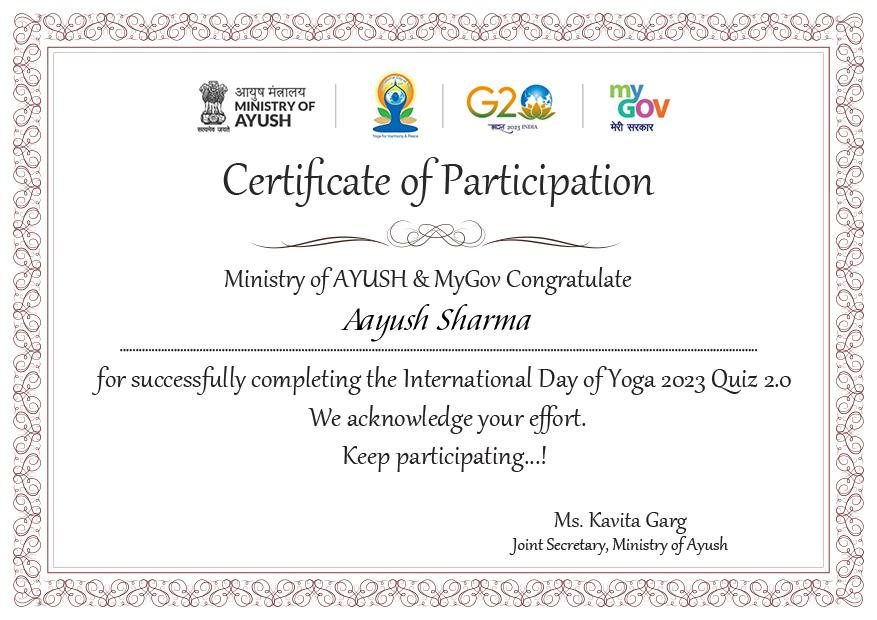 आयुष मंत्रालय
MINISTRY OF
AYUSH
सत्यमेव जयते
Yoga for Harmony & Peace
G20
भारत 2023 INDIA
my
GOV
मेरी सरकार
Certificate of Participation
Ministry of AYUSH & MyGov Congratulate
Aayush Sharma
for successfully completing the International Day of Yoga 2023 Quiz 2.0
We acknowledge your effort.
Keep participating...!
Ms. Kavita Garg
Joint Secretary, Ministry of Ayush